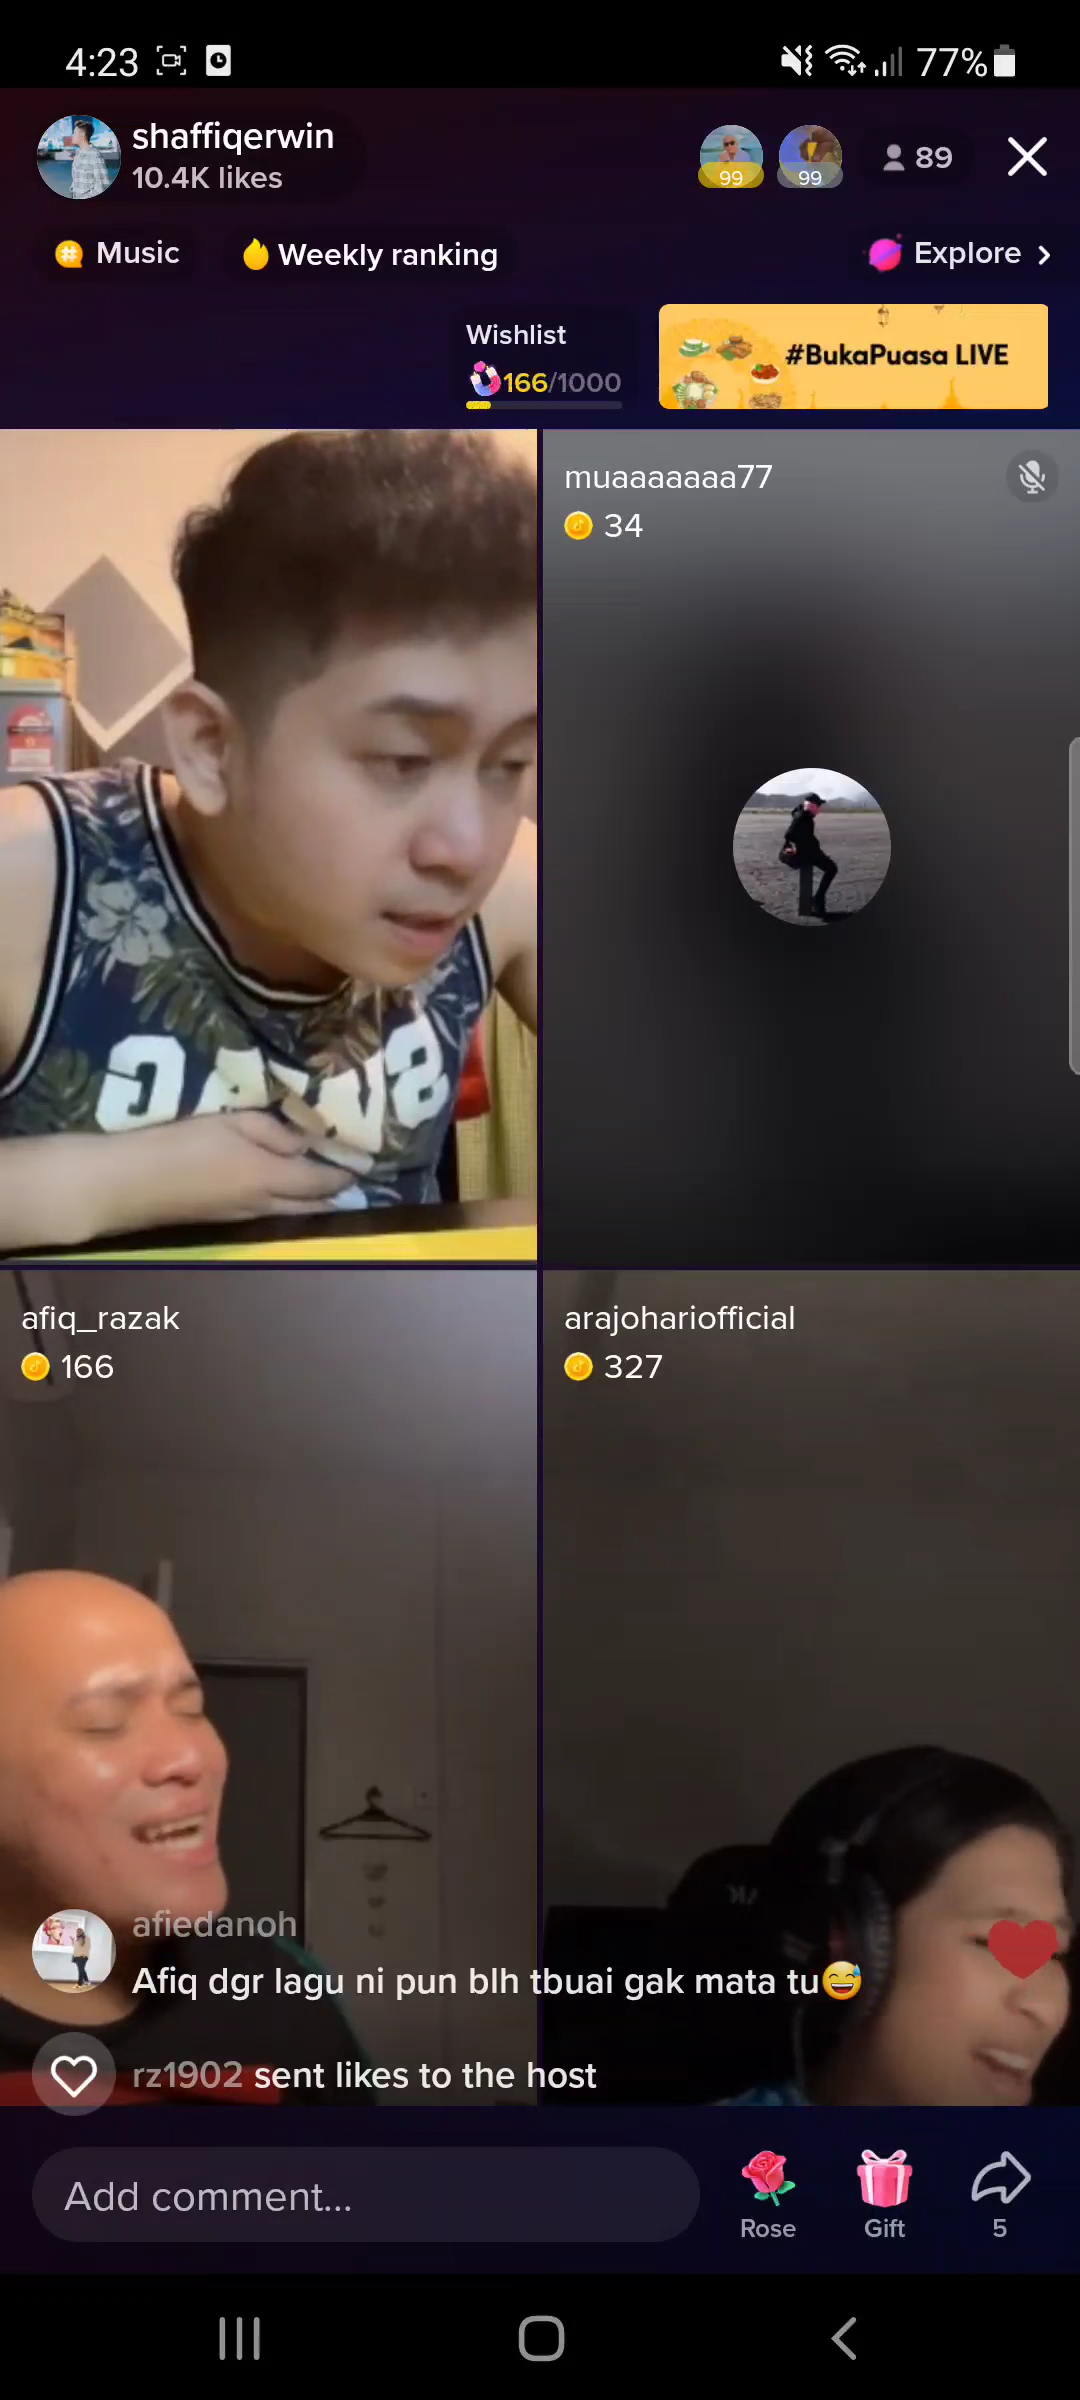 4:23
77%
shaffiqerwin
10.4K likes
99
99
89
Music
Weekly ranking
Explore
Wishlist
166/1000
#BukaPuasa LIVE
muaaaaaaa77
34
SWAG
afiq_razak
166
arajohariofficial
327
afiedanoh
Afiq dgr lagu ni pun blh tbuai gak mata tu😅
rz1902 sent likes to the host
Add comment...
Rose
Gift
5